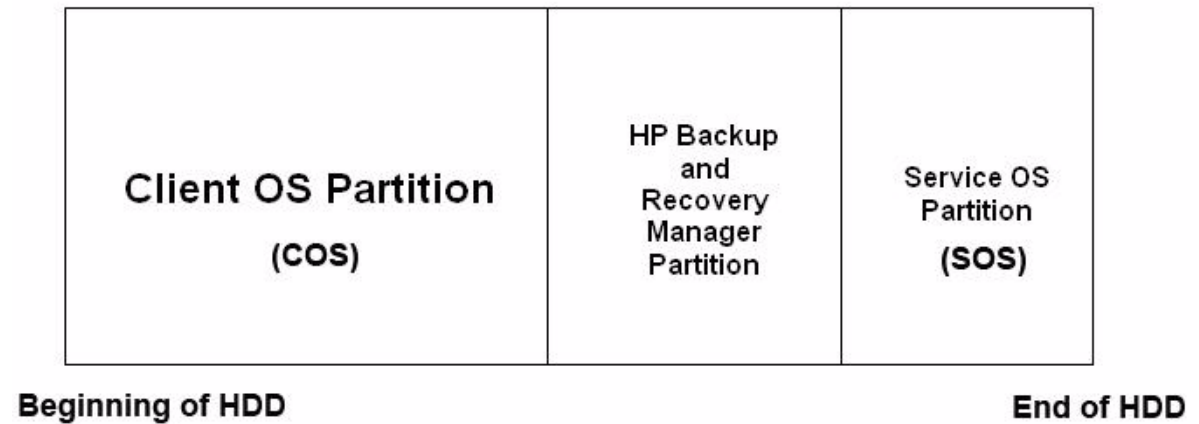 Client OS Partition
(COS)
HP Backup
and
Recovery
Manager
Partition
Service OS
Partition
(SOS)
Beginning of HDD
End of HDD